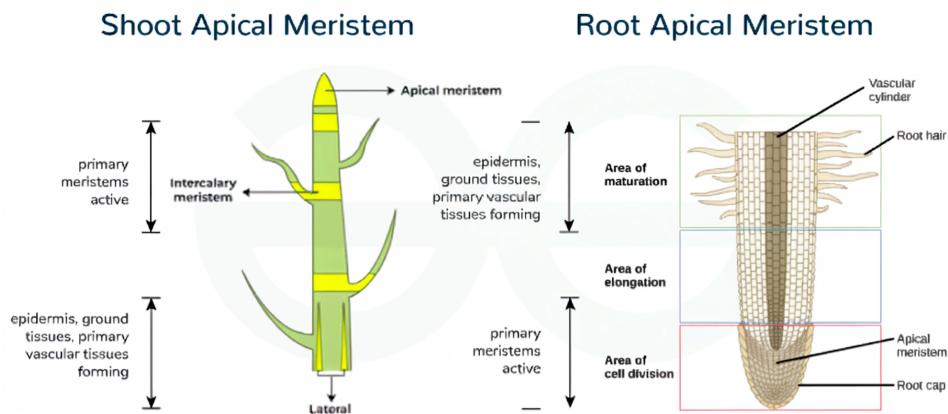 Shoot Apical Meristem
Apical meristem
primary
meristems
active
Intercalary
meristem
epidermis, ground
tissues, primary
vascular tissues
forming
Lateral
Root Apical Meristem
Vascular
cylinder
Root hair
epidermis,
ground tissues,
primary vascular
tissues forming
Area of
maturation
Area of
elongation
primary
meristems
active
Area of
cell division
Apical
meristem
Root cap